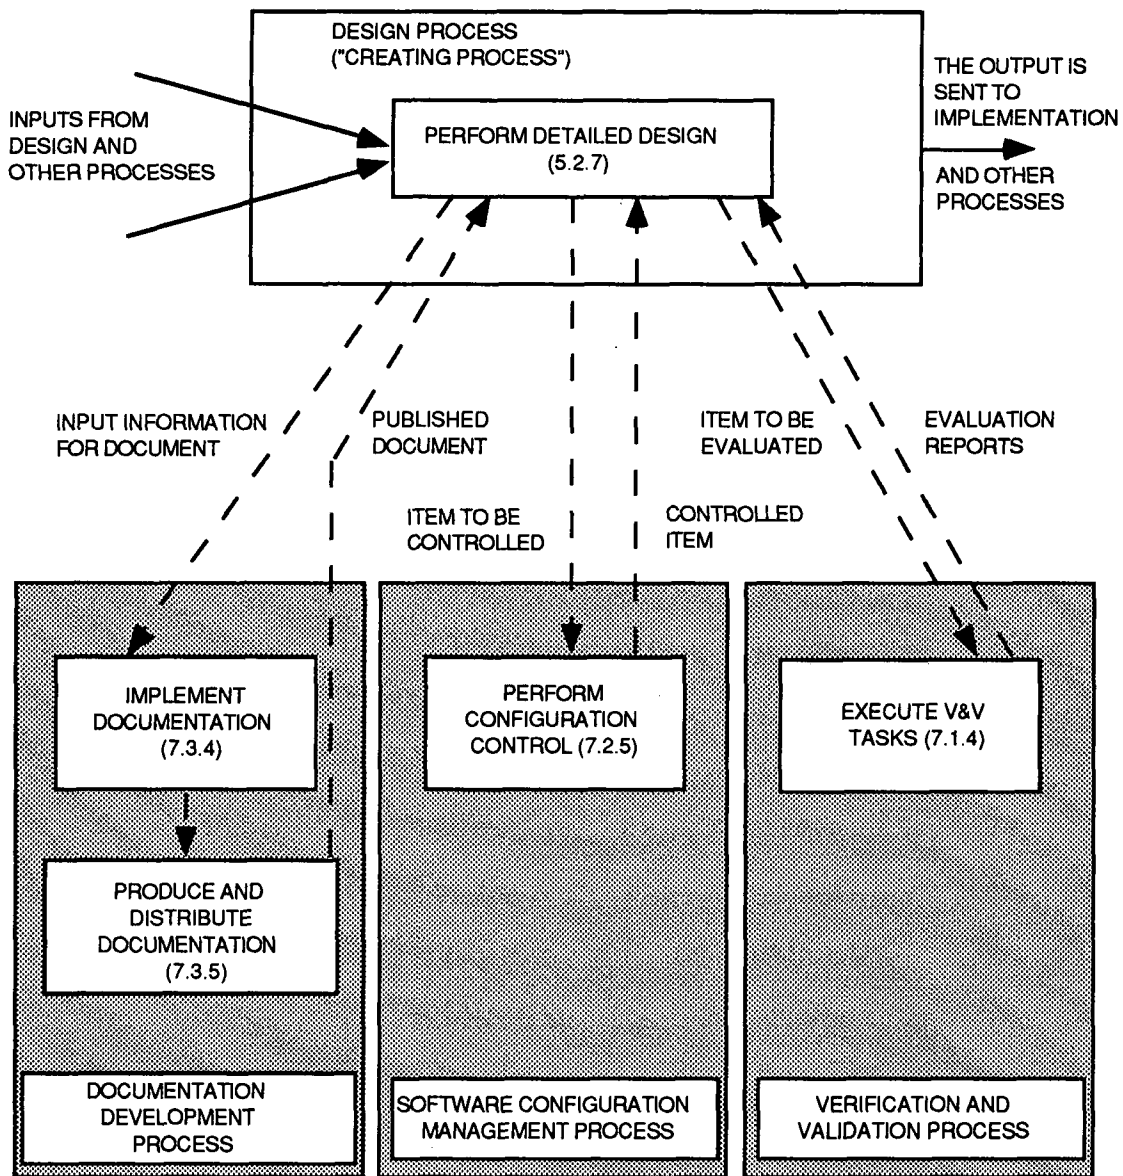 DESIGN PROCESS
("CREATING PROCESS")
THE OUTPUT IS
SENT TO
IMPLEMENTATION
AND OTHER
PROCESSES
INPUTS FROM
DESIGN AND
OTHER PROCESSES
PERFORM DETAILED DESIGN
(5.2.7)
INPUT INFORMATION
FOR DOCUMENT
PUBLISHED
DOCUMENT
ITEM TO BE
EVALUATED
EVALUATION
REPORTS
ITEM TO BE
CONTROLLED
CONTROLLED
ITEM
IMPLEMENT
DOCUMENTATION
(7.3.4)
PERFORM
CONFIGURATION
CONTROL (7.2.5)
EXECUTE V&V
TASKS (7.1.4)
PRODUCE AND
DISTRIBUTE
DOCUMENTATION
(7.3.5)
DOCUMENTATION
DEVELOPMENT
PROCESS
SOFTWARE CONFIGURATION
MANAGEMENT PROCESS
VERIFICATION AND
VALIDATION PROCESS